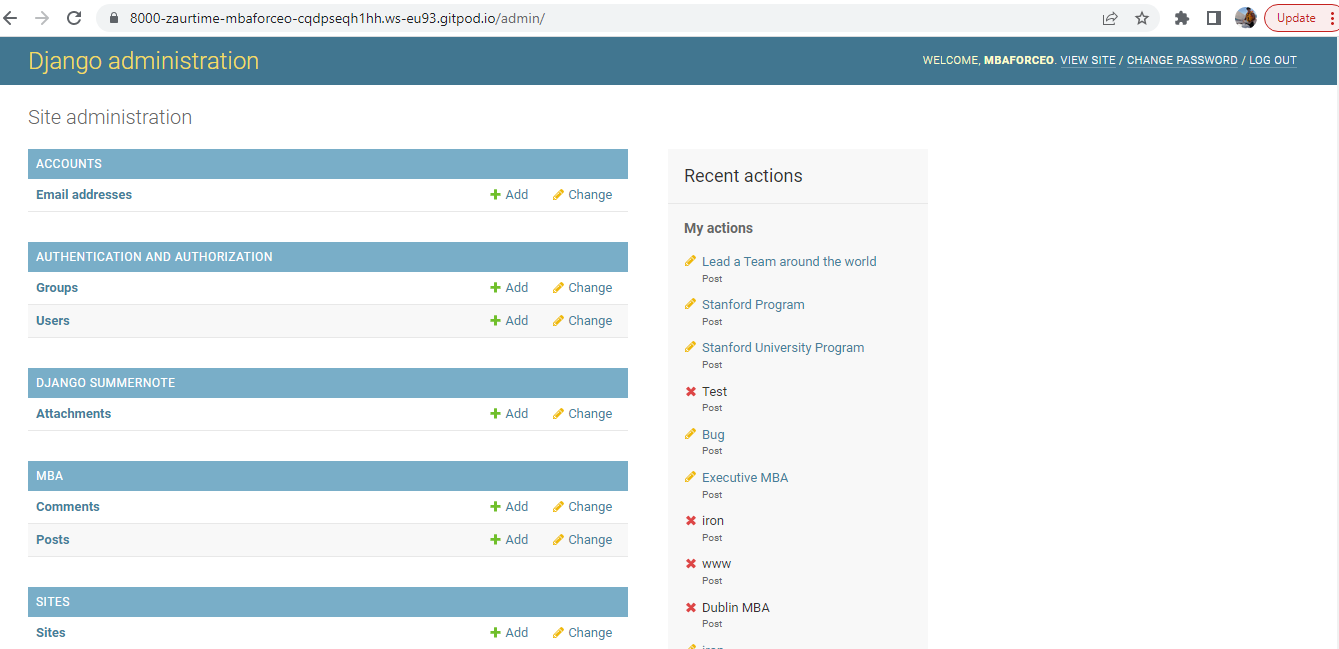 8000-zaurtime-mbaforceo-cqdpseqh1hh.ws-eu93.gitpod.io/admin/
Update
Django administration
WELCOME, MBAFORCEO. VIEW SITE / CHANGE PASSWORD / LOG OUT
Site administration
ACCOUNTS
Email addresses Add Change
AUTHENTICATION AND AUTHORIZATION
Groups Add Change
Users Add Change
DJANGO SUMMERNOTE
Attachments Add Change
MBA
Comments Add Change
Posts Add Change
SITES
Sites Add Change
Recent actions
My actions
Lead a Team around the world
Post
Stanford Program
Post
Stanford University Program
Post
Test
Post
Bug
Post
Executive MBA
Post
iron
Post
www
Post
Dublin MBA
Post